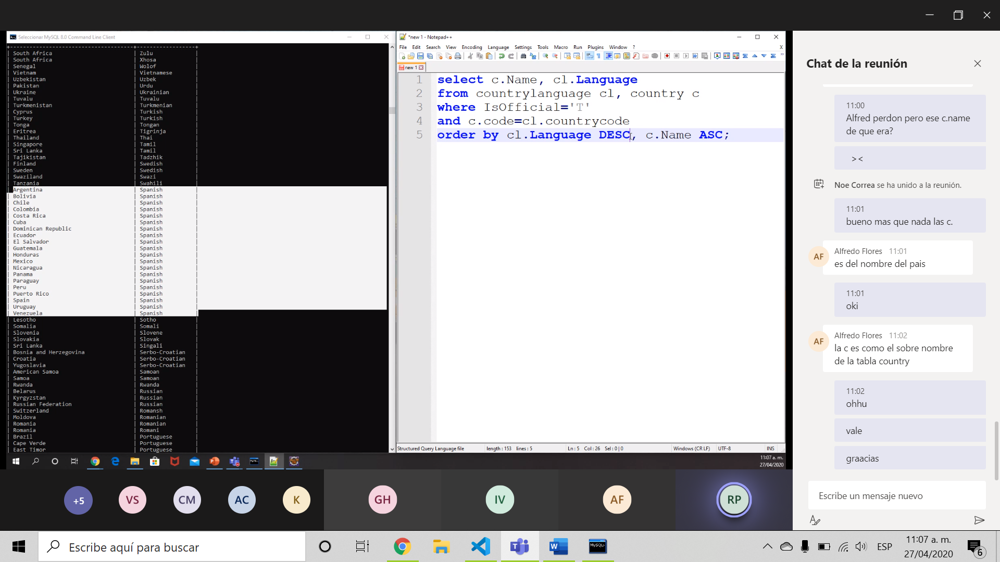 Seleccionar MySQL 8.0 Command Line Client
+--------------------------------------+-------------------+
| South Africa | Zulu |
| South Africa | Xhosa |
| Senegal | Wolof |
| Vietnam | Vietnamese |
| Uzbekistan | Uzbek |
| Pakistan | Urdu |
| Ukraine | Ukrainian |
| Tuvalu | Tuvalu |
| Turkmenistan | Turkmenian |
| Cyprus | Turkish |
| Turkey | Turkish |
| Tonga | Tongan |
| Eritrea | Tigrinja |
| Thailand | Thai |
| Singapore | Tamil |
| Sri Lanka | Tamil |
| Tajikistan | Tadzhik |
| Finland | Swedish |
| Sweden | Swedish |
| Swaziland | Swazi |
| Tanzania | Swahili |
| Argentina | Spanish |
| Bolivia | Spanish |
| Chile | Spanish |
| Colombia | Spanish |
| Costa Rica | Spanish |
| Cuba | Spanish |
| Dominican Republic | Spanish |
| Ecuador | Spanish |
| El Salvador | Spanish |
| Guatemala | Spanish |
| Honduras | Spanish |
| Mexico | Spanish |
| Nicaragua | Spanish |
| Panama | Spanish |
| Paraguay | Spanish |
| Peru | Spanish |
| Puerto Rico | Spanish |
| Spain | Spanish |
| Uruguay | Spanish |
| Venezuela | Spanish |
| Lesotho | Sotho |
| Somalia | Somali |
| Slovenia | Slovene |
| Slovakia | Slovak |
| Sri Lanka | Singali |
| Bosnia and Herzegovina | Serbo-Croatian |
| Croatia | Serbo-Croatian |
| Yugoslavia | Serbo-Croatian |
| American Samoa | Samoan |
| Samoa | Samoan |
| Rwanda | Rwanda |
| Belarus | Russian |
| Kyrgyzstan | Russian |
| Russian Federation | Russian |
| Switzerland | Romansh |
| Moldova | Romanian |
| Romania | Romanian |
| Romania | Romani |
| Brazil | Portuguese |
| Cape Verde | Portuguese |
| East Timor | Portuguese |
*new 1 - Notepad++
File Edit Search View Encoding Language Settings Tools Macro Run Plugins Window ? X
new 1
1 select c.Name, cl.Language
2 from countrylanguage cl, country c
3 where IsOfficial='T'
4 and c.code=cl.countrycode
5 order by cl.Language DESC, c.Name ASC;
Structured Query Language file length : 153 lines : 5 Ln : 5 Col : 26 Sel : 0 | 0 Windows (CR LF) UTF-8 INS
11:07 a. m.
27/04/2020
+5
VS
CM
AC
K
GH
IV
AF
RP
Chat de la reunión
11:00
Alfred perdon pero ese c.name
de que era?
> <
Noe Correa se ha unido a la reunión.
11:01
bueno mas que nada las c.
AF
Alfredo Flores 11:01
es del nombre del pais
11:01
oki
AF
Alfredo Flores 11:02
la c es como el sobre nombre
de la tabla country
11:02
ohhu
vale
graacias
Escribe un mensaje nuevo
Escribe aquí para buscar
W
MySQL
ESP
11:07 a. m.
27/04/2020
6